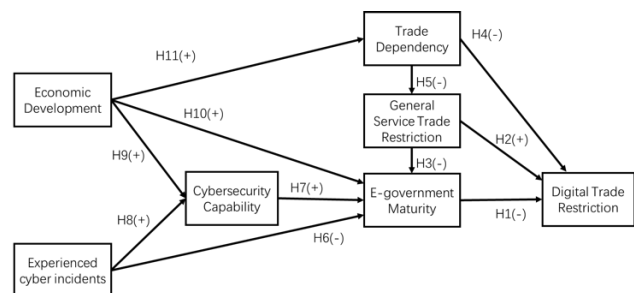 Trade
Dependency
H4(-)
H11(+)
H5(-)
Economic
Development
H10(+)
General
Service Trade
Restriction
H2(+)
H9(+)
H3(-)
Cybersecurity
Capability
H7(+)
E-government
Maturity
H1(-)
Digital Trade
Restriction
H8(+)
H6(-)
Experienced
cyber incidents